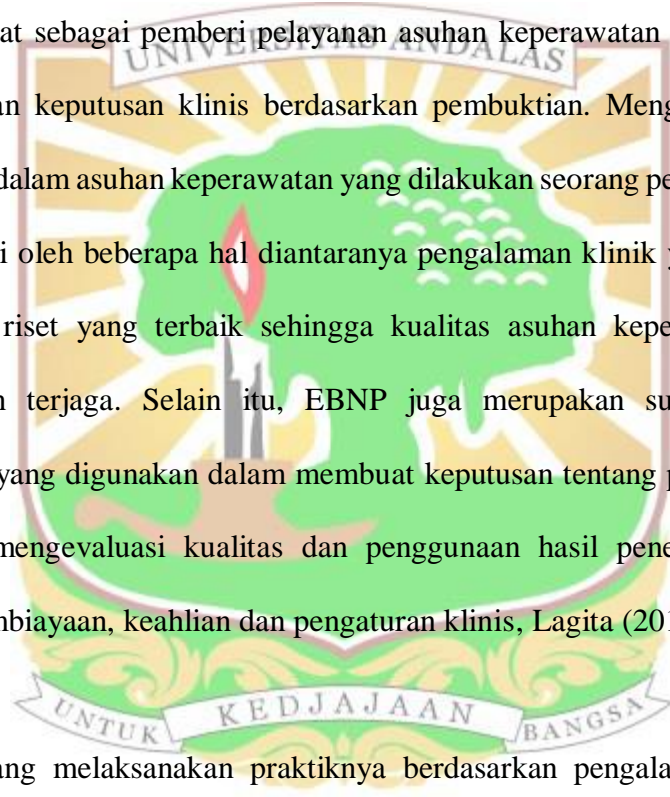 at sebagai pemberi pelayanan asuhan keperawatan
UNIVERSITAS ANDALAS
an keputusan klinis berdasarkan pembuktian. Meng
dalam asuhan keperawatan yang dilakukan seorang pe
i oleh beberapa hal diantaranya pengalaman klinik y
riset yang terbaik sehingga kualitas asuhan kepe
n terjaga. Selain itu, EBNP juga merupakan su
yang digunakan dalam membuat keputusan tentang p
mengevaluasi kualitas dan penggunaan hasil pene
nbiayaan, keahlian dan pengaturan klinis, Lagita (201
UNTUK KEDJAJAAN BANGSA
ang melaksanakan praktiknya berdasarkan pengala